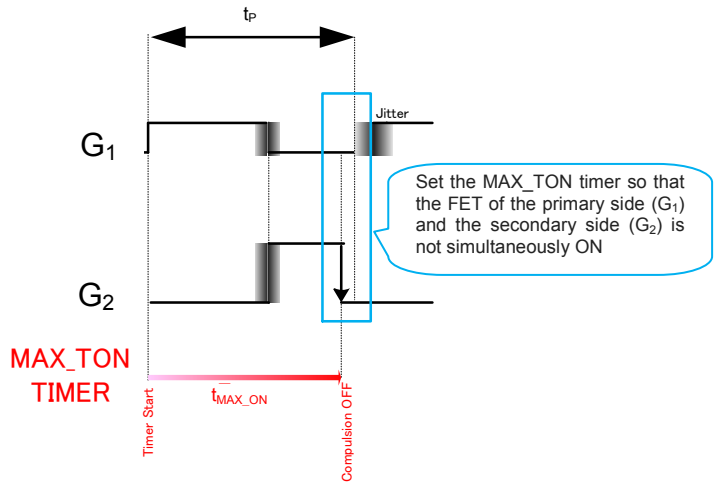 tP
Jitter
G1
Set the MAX_TON timer so that
the FET of the primary side (G1)
and the secondary side (G2) is
not simultaneously ON
G2
MAX_TON
TIMER
tMAX_ON
Timer Start
Compulsion OFF